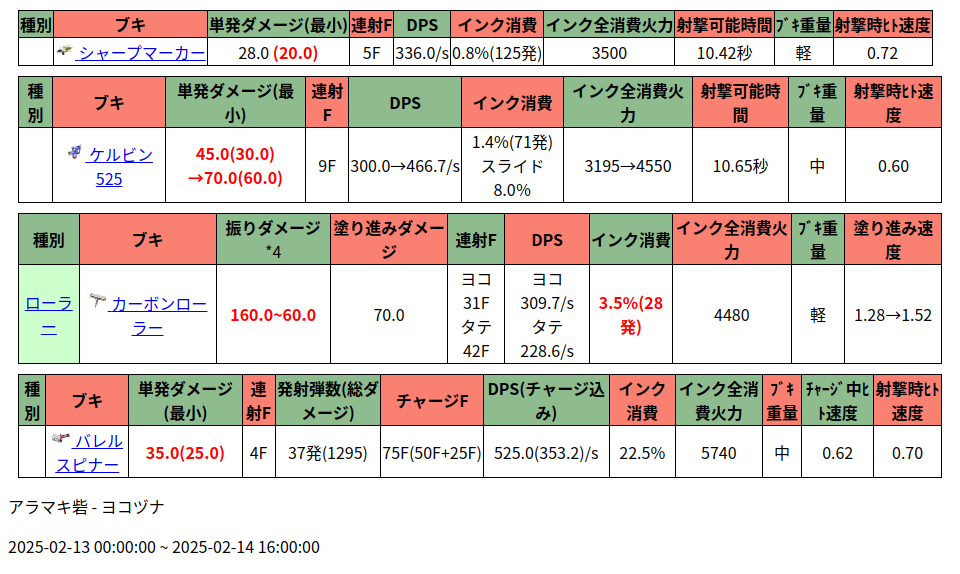 種別 ブキ 単発ダメージ(最小) 連射F DPS インク消費 インク全消費火力 射撃可能時間 ﾌﾞｷ重量 射撃時ﾋﾄ速度
シャープマーカー 28.0 (20.0) 5F 336.0/s 0.8%(125発) 3500 10.42秒 軽 0.72
種 ブキ 単発ダメージ(最 連射 DPS インク消費 インク全消費火 射撃可能時 ﾌﾞｷ重 射撃時ﾋﾄ速
別 小) F 力 間 量 度
1.4%(71発)
ケルビン 45.0(30.0) 9F 300.0→466.7/s スライド 3195→4550 10.65秒 中 0.60
525 →70.0(60.0) 8.0%
種別 ブキ 振りダメージ 塗り進みダメー 連射F DPS インク消費 インク全消費火 ﾌﾞｷ重 塗り進み速
*4 ジ 力 量 度
ヨコ ヨコ
ローラ カーボンロー 160.0~60.0 70.0 31F 309.7/s 3.5%(28 4480 軽 1.28→1.52
ー ラー タテ タテ 発)
42F 228.6/s
種 ブキ 単発ダメージ 連 発射弾数(総ダ チャージF DPS(チャージ込 インク インク全消 ﾌﾞｷ ﾁｬｰｼﾞ中ﾋ 射撃時ﾋﾄ
別 (最小) 射F メージ) み) 消費 費火力 重量 ﾄ速度 速度
バレル 35.0(25.0) 4F 37発(1295) 75F(50F+25F) 525.0(353.2)/s 22.5% 5740 中 0.62 0.70
スピナー
アラマキ砦 - ヨコヅナ
2025-02-13 00:00:00 ~ 2025-02-14 16:00:00